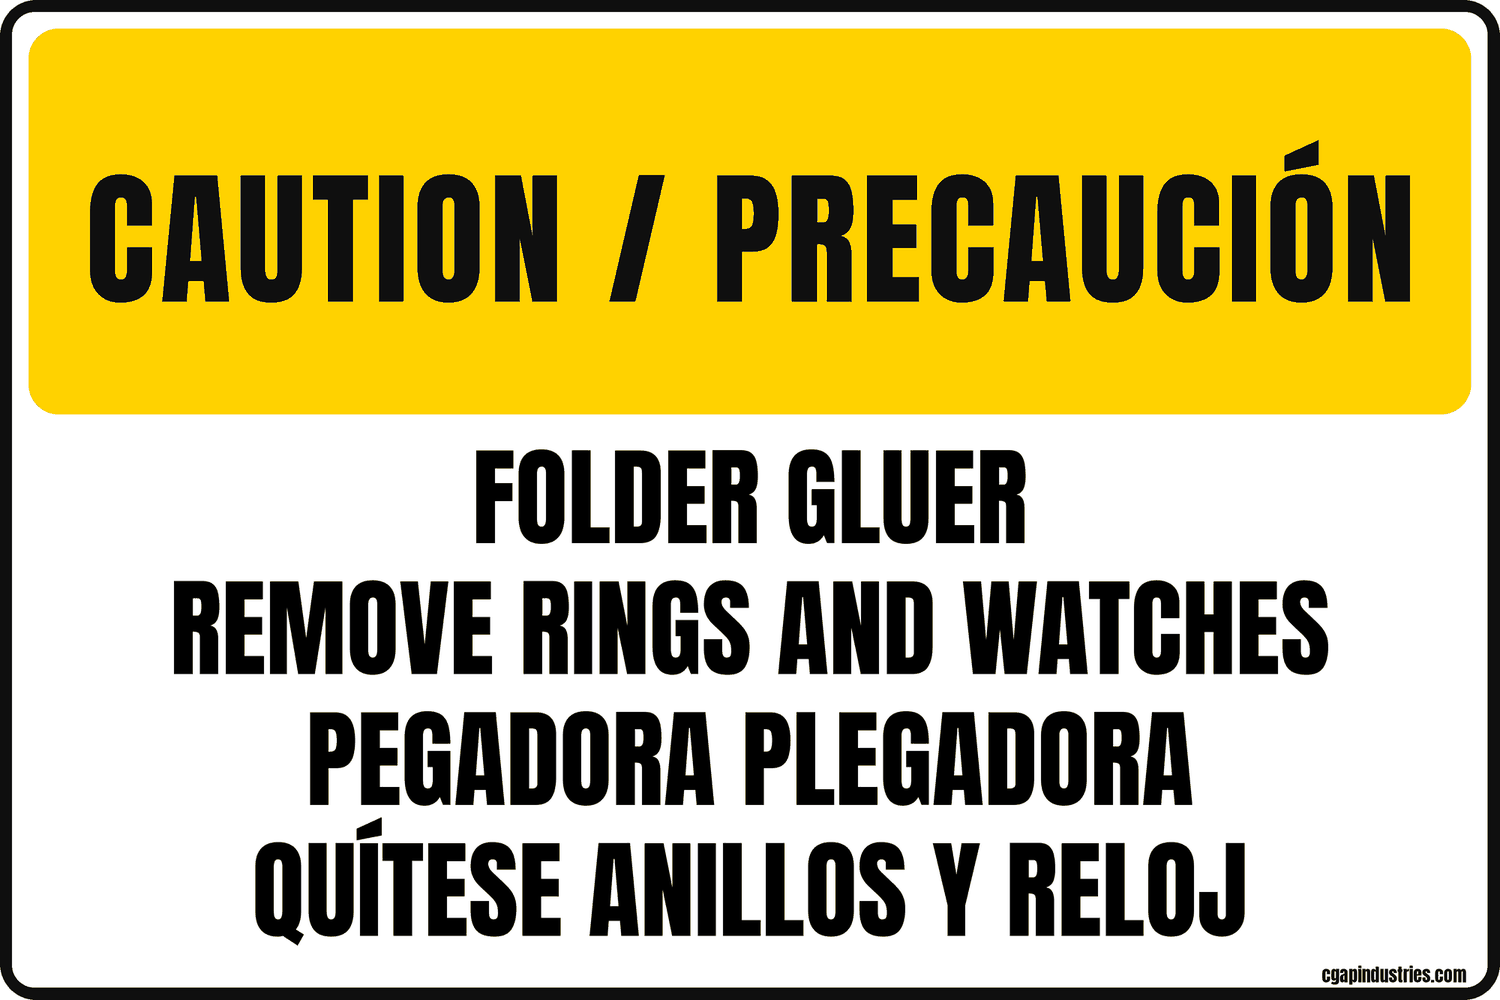 CAUTION / PRECAUCIÓN
FOLDER GLUER
REMOVE RINGS AND WATCHES
PEGADORA PLEGADORA
QUÍTESE ANILLOS Y RELOJ
cgapindustries.com